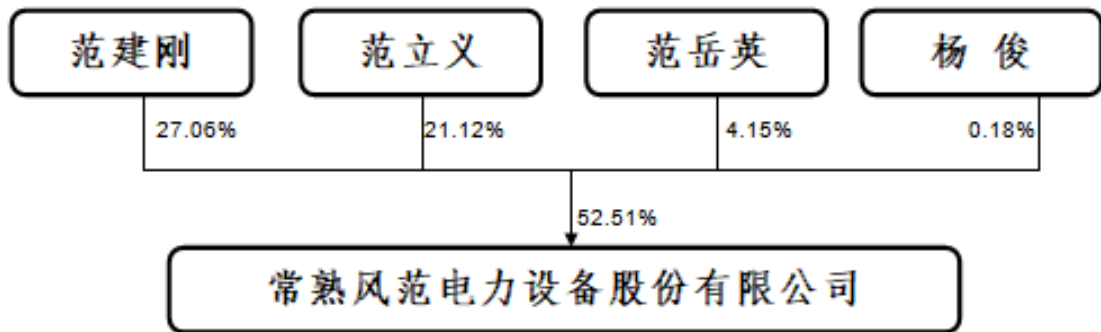 范建刚
范立义
范岳英
杨 俊
27.06%
21.12%
4.15%
0.18%
52.51%
常熟风范电力设备股份有限公司